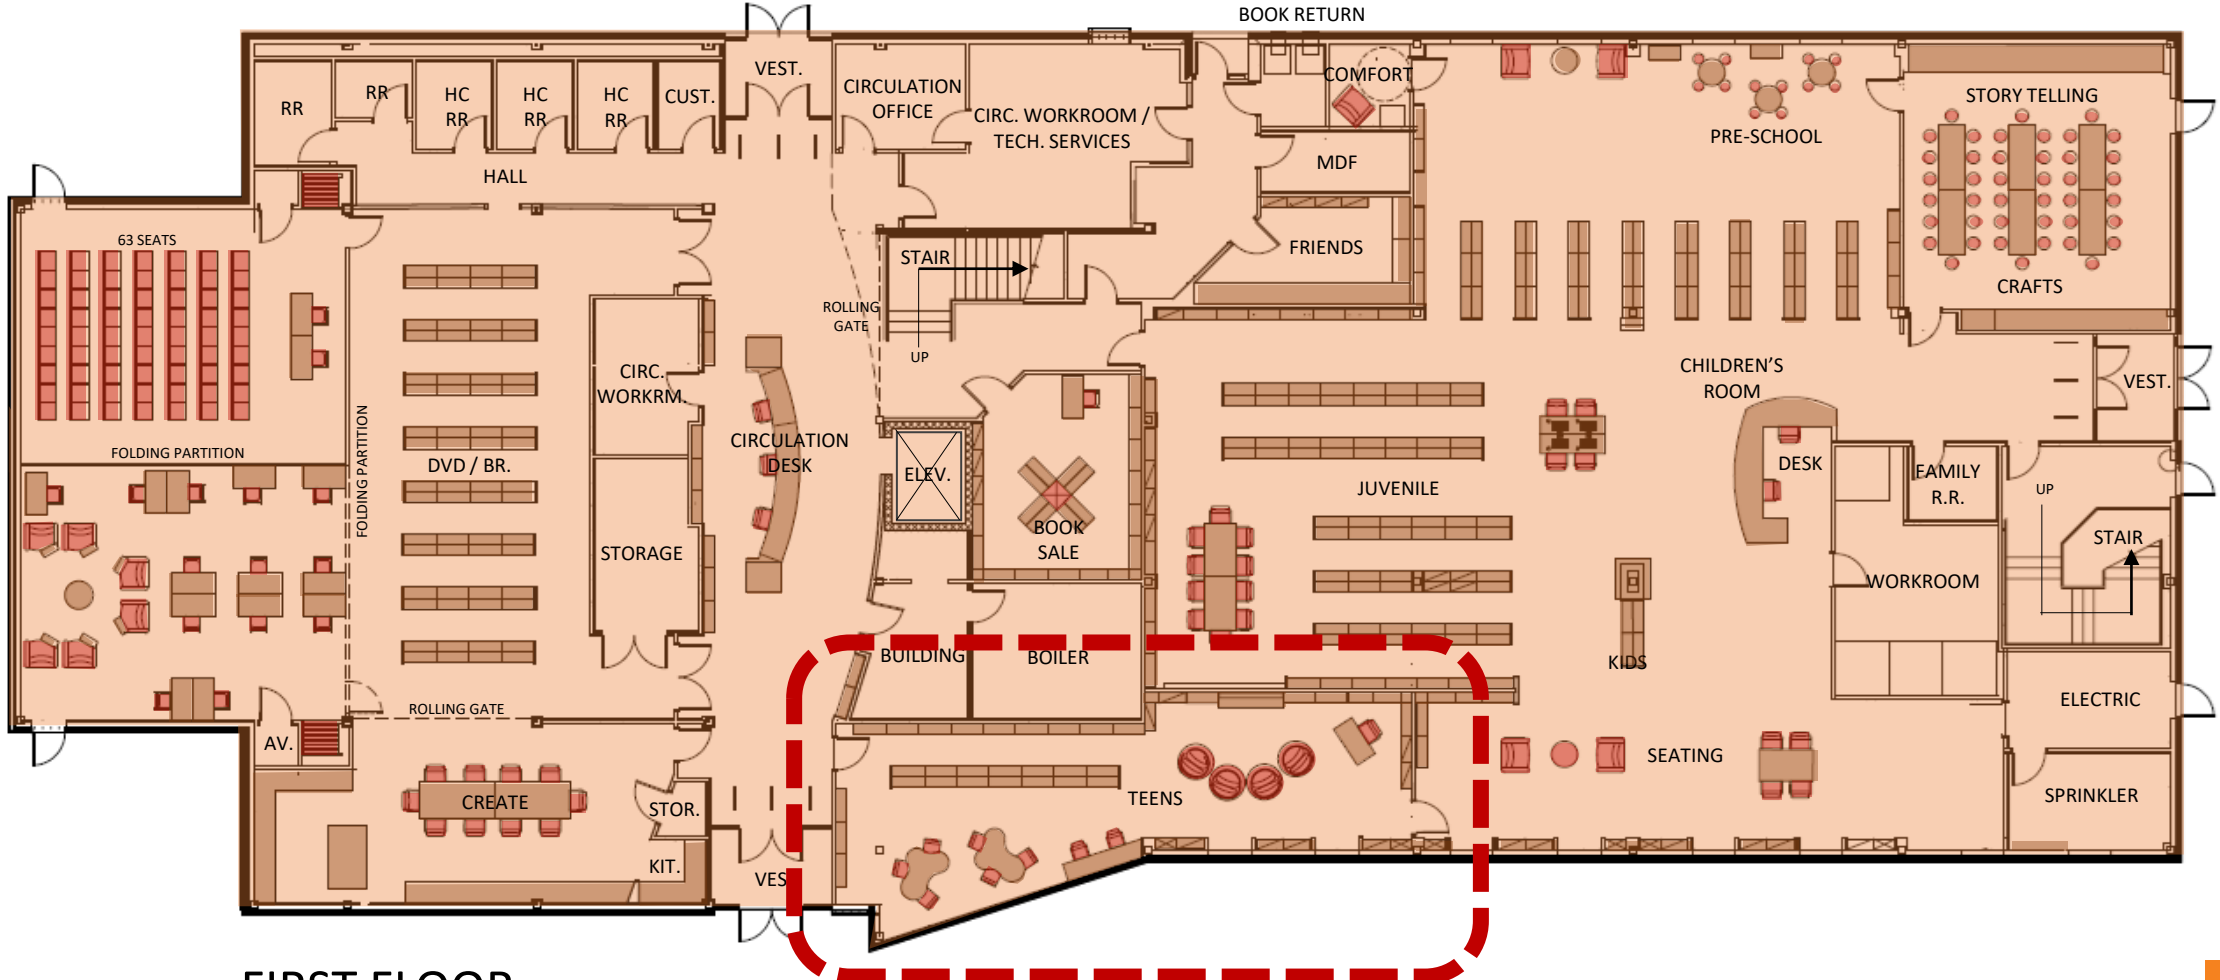 BOOK RETURN
VEST.
CIRCULATION
OFFICE
CIRC. WORKROOM /
TECH. SERVICES
COMFORT
RR
RR
HC
RR
HC
RR
HC
RR
CUST.
STORY TELLING
PRE-SCHOOL
MDF
HALL
63 SEATS
FRIENDS
STAIR
CRAFTS
ROLLING
GATE
UP
CHILDREN'S
ROOM
VEST.
CIRC.
WORKRM.
FOLDING PARTITION
FOLDING PARTITION
DVD / BR.
CIRCULATION
DESK
ELEV.
DESK
FAMILY
R.R.
JUVENILE
UP
BOOK
SALE
STAIR
STORAGE
WORKROOM
BUILDING
BOILER
KIDS
ELECTRIC
ROLLING GATE
AV.
SEATING
CREATE
STOR.
TEENS
SPRINKLER
KIT.
VES
FIRST FLOOR